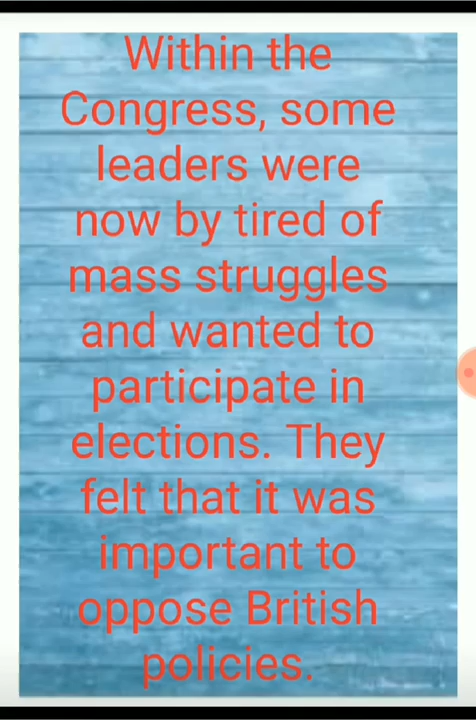 Within the
Congress, some
leaders were
now by tired of
mass struggles
and wanted to
participate in
elections. They
felt that it was
important to
oppose British
policies.